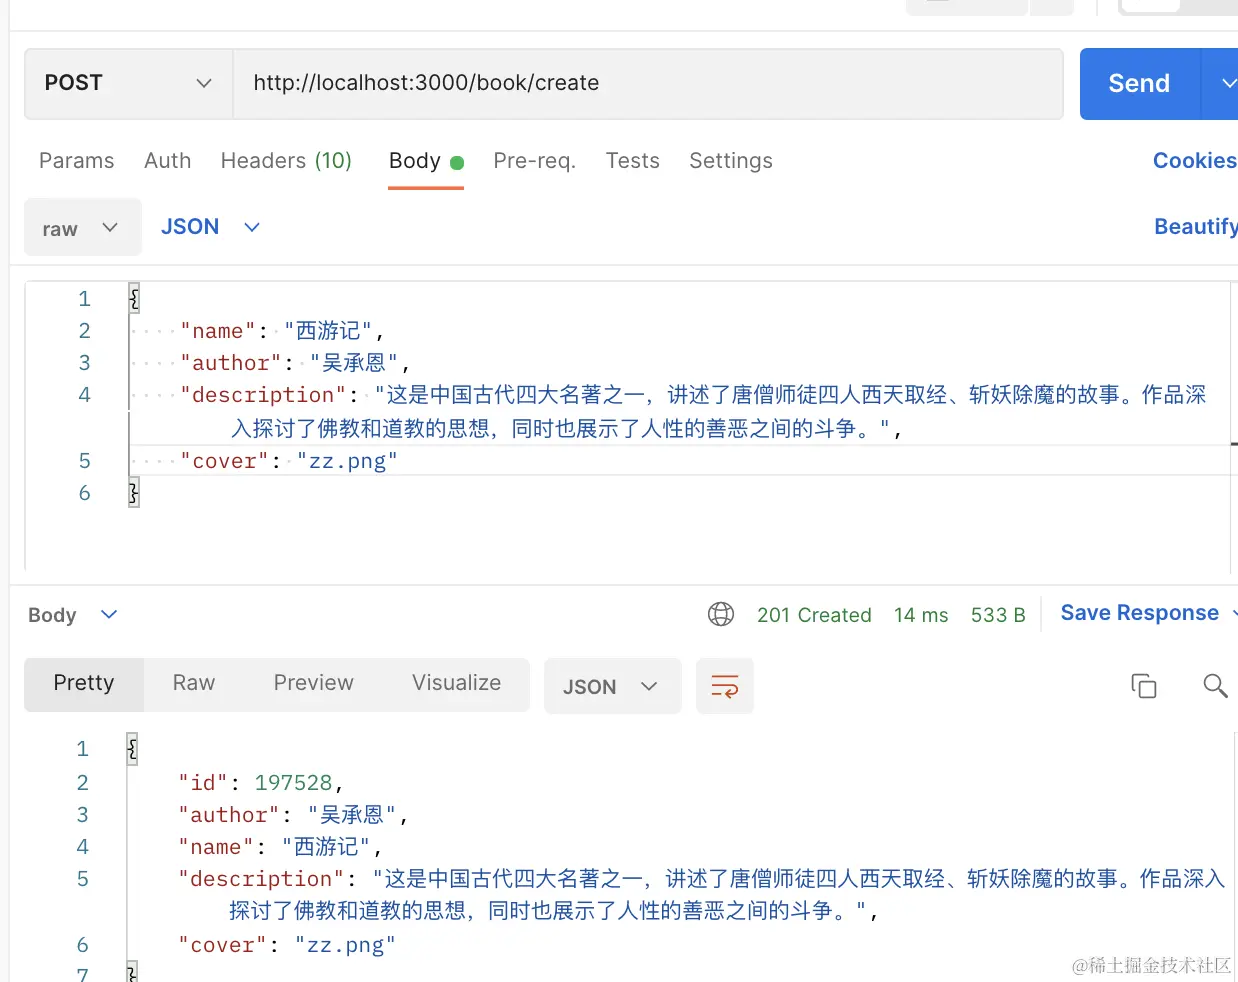 POST http://localhost:3000/book/create Send
Params Auth Headers (10) Body Pre-req. Tests Settings Cookies
raw JSON Beautify
1 {
2 "name": "西游记",
3 "author": "吴承恩",
4 "description": "这是中国古代四大名著之一，讲述了唐僧师徒四人西天取经、斩妖除魔的故事。作品深
入探讨了佛教和道教的思想，同时也展示了人性的善恶之间的斗争。",
5 "cover": "zz.png"
6 }
Body 201 Created 14 ms 533 B Save Response
Pretty Raw Preview Visualize JSON
1 {
2 "id": 197528,
3 "author": "吴承恩",
4 "name": "西游记",
5 "description": "这是中国古代四大名著之一，讲述了唐僧师徒四人西天取经、斩妖除魔的故事。作品深入
探讨了佛教和道教的思想，同时也展示了人性的善恶之间的斗争。",
6 "cover": "zz.png"
7 }
@稀土掘金技术社区